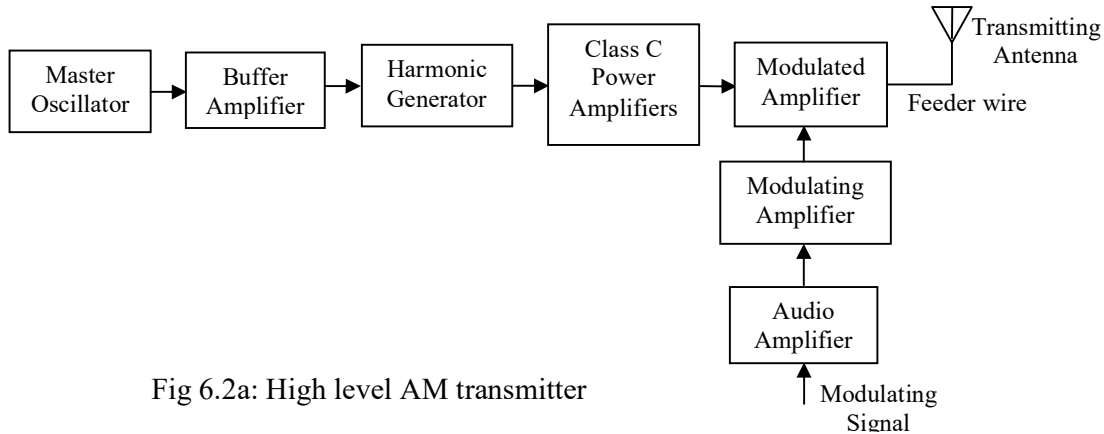 Master
Oscillator
Buffer
Amplifier
Harmonic
Generator
Class C
Power
Amplifiers
Modulated
Amplifier
Transmitting
Antenna
Feeder wire
Modulating
Amplifier
Audio
Amplifier
Modulating
Signal
Fig 6.2a: High level AM transmitter